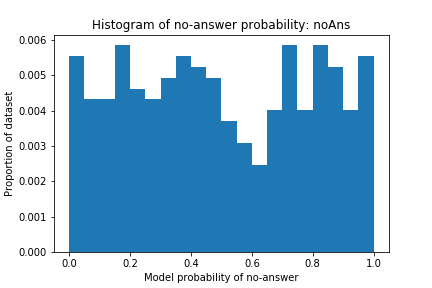 Histogram of no-answer probability: noAns
Proportion of dataset
0.006
0.005
0.004
0.003
0.002
0.001
0.000
0.0 0.2 0.4 0.6 0.8 1.0
Model probability of no-answer